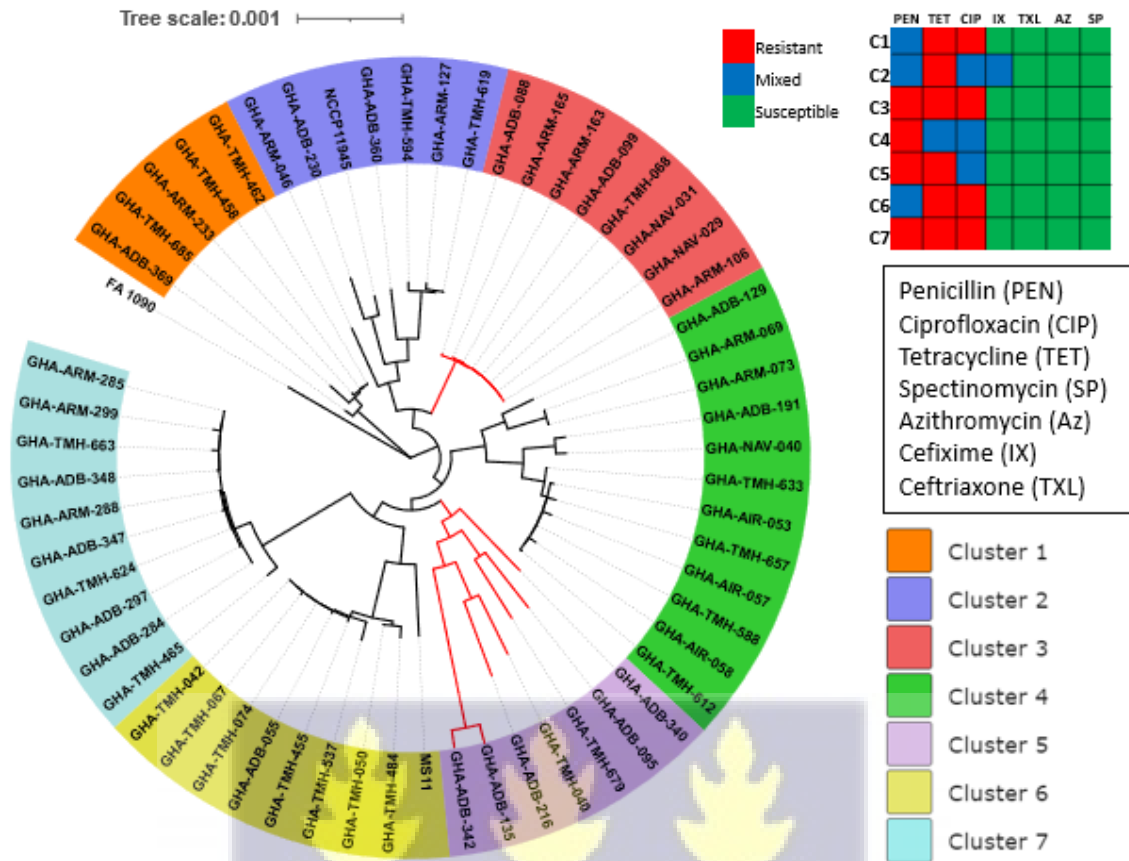 Tree scale: 0.001
PEN TET CIP IX TXL AZ SP
Resistant
Mixed
Susceptible
C1
C2
C3
C4
C5
C6
C7
Penicillin (PEN)
Ciprofloxacin (CIP)
Tetracycline (TET)
Spectinomycin (SP)
Azithromycin (Az)
Cefixime (IX)
Ceftriaxone (TXL)
Cluster 1
Cluster 2
Cluster 3
Cluster 4
Cluster 5
Cluster 6
Cluster 7
FA 1090
GHA-ADB-369
GHA-TMH-685
GHA-ARM-233
GHA-TMH-458
GHA-TMH-462
GHA-ARM-046
GHA-ADB-230
NCCP11945
GHA-ADB-360
GHA-TMH-564
GHA-ARM-127
GHA-TMH-619
GHA-ADB-088
GHA-ARM-165
GHA-ARM-163
GHA-ADB-099
GHA-TMH-068
GHA-NAV-031
GHA-NAV-029
GHA-ARM-106
GHA-ADB-129
GHA-ARM-069
GHA-ARM-073
GHA-ADB-191
GHA-NAV-040
GHA-TMH-633
GHA-AIR-053
GHA-TMH-657
GHA-AIR-057
GHA-TMH-588
GHA-AIR-058
GHA-TMH-612
GHA-ADB-340
GHA-ADB-095
GHA-TMH-679
GHA-TMH-040
GHA-ADB-216
GHA-ADB-135
GHA-ADB-342
MS11
GHA-TMH-484
GHA-TMH-050
GHA-TMH-537
GHA-TMH-455
GHA-ADB-055
GHA-TMH-074
GHA-TMH-067
GHA-TMH-042
GHA-TMH-465
GHA-ADB-284
GHA-ADB-297
GHA-TMH-624
GHA-ADB-347
GHA-ARM-288
GHA-ADB-348
GHA-TMH-663
GHA-ARM-299
GHA-ARM-285